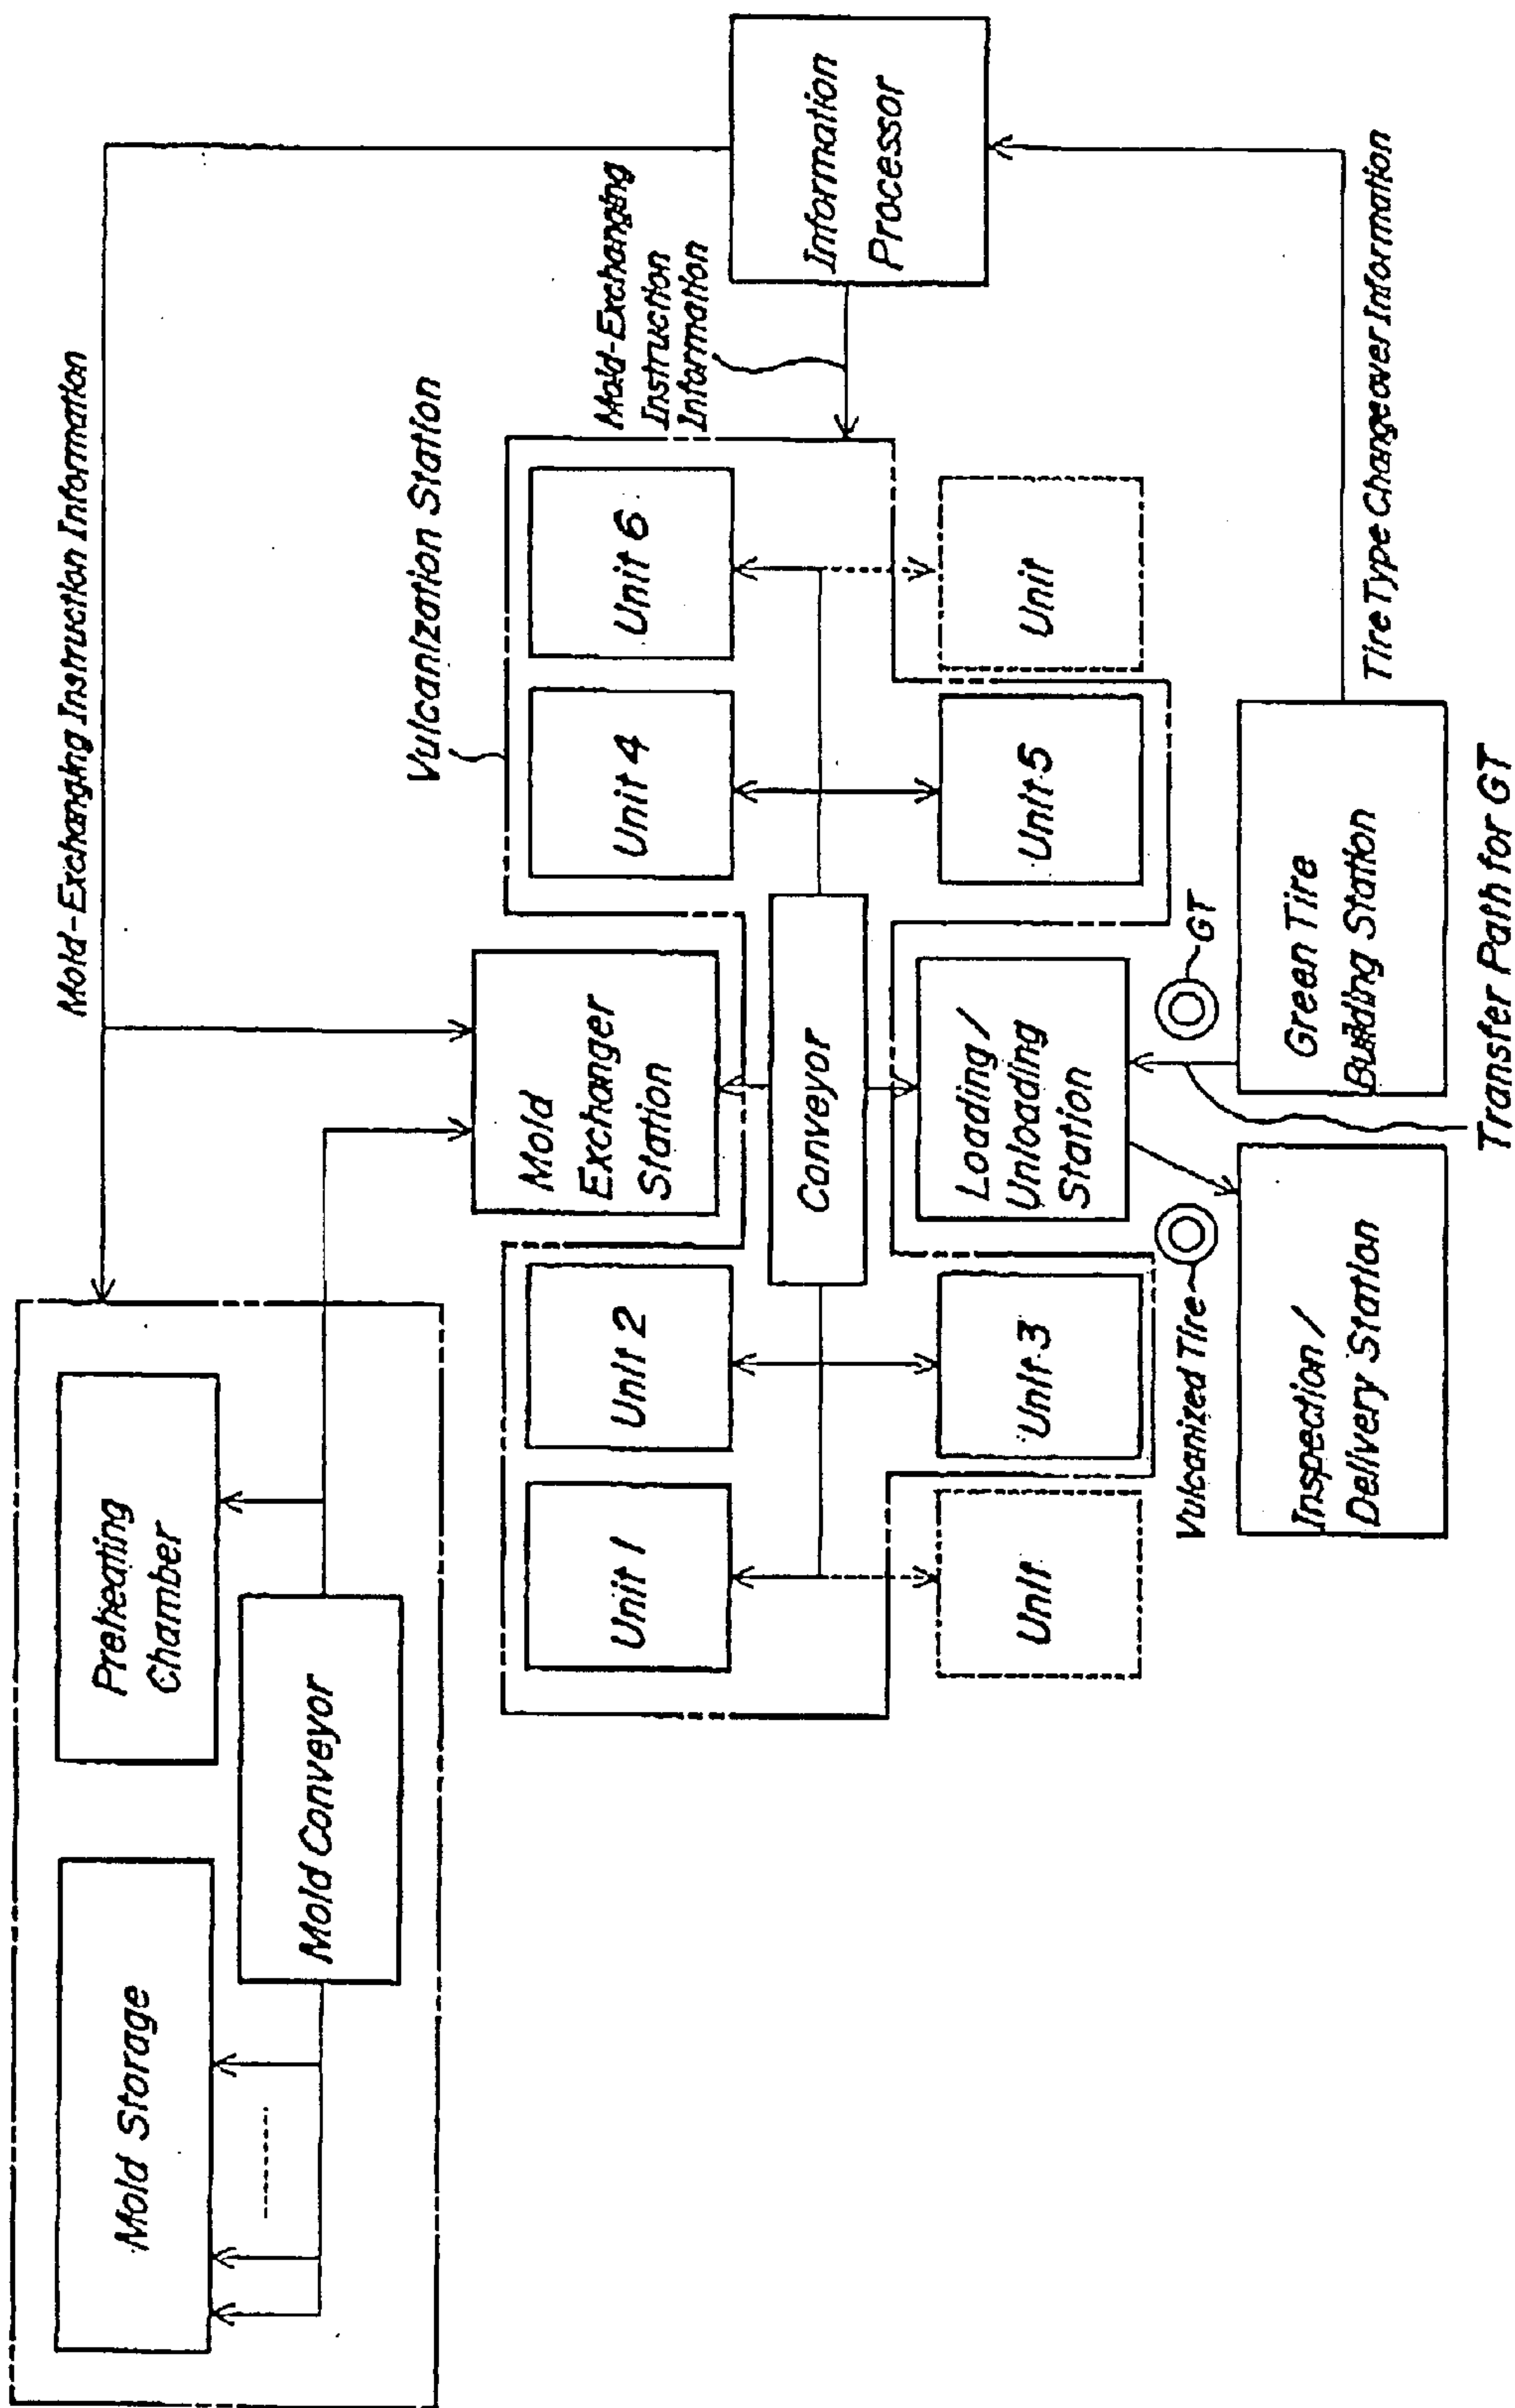 Mold-Exchanging Instruction Information
Mold Storage
Preheating
Chamber
Mold Conveyor
Vulcanization Station
Mold
Exchanger
Station
Mold-Exchanging
Instruction
Information
Unit 1
Unit 2
Unit 4
Unit 6
Conveyor
Information
Processor
Unit
Unit 3
Loading /
Unloading
Station
Unit 5
Unit
Vulcanized Tire
GT
Inspection /
Delivery Station
Green Tire
Building Station
Tire Type Changeover Information
Transfer Path for GT